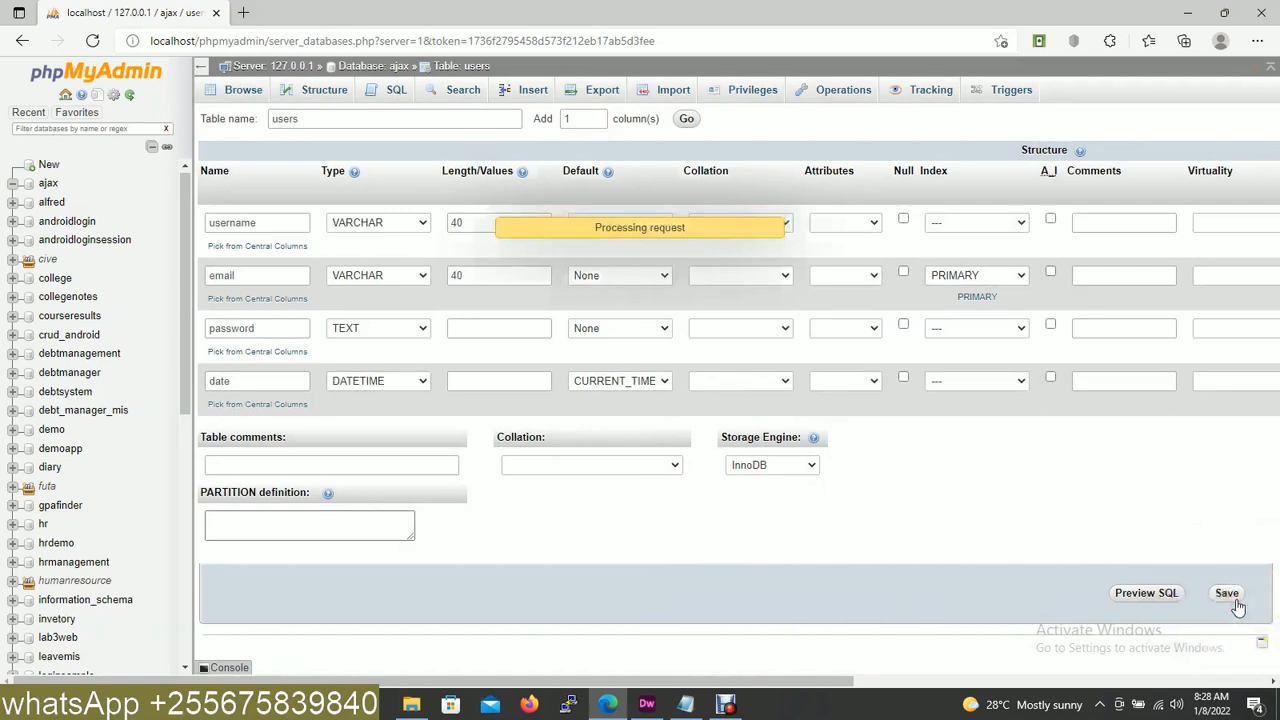 localhost / 127.0.0.1 / ajax / users
localhost/phpmyadmin/server_databases.php?server=1&token=1736f2795458d573f212eb17ab5d3fee
phpMyAdmin
Recent Favorites
Filter databases by name or regex X
New
ajax
alfred
androidlogin
androidloginsession
cive
college
collegenotes
courseresults
crud_android
debtmanagement
debtmanager
debtsystem
debt_manager_mis
demo
demoapp
diary
futa
gpafinder
hr
hrdemo
hrmanagement
humanresource
information_schema
invetory
lab3web
leavemis
Server: 127.0.0.1 » Database: ajax » Table: users
Browse Structure SQL Search Insert Export Import Privileges Operations Tracking Triggers
Table name: users Add 1 column(s) Go
Structure
Name Type Length/Values Default Collation Attributes Null Index A_I Comments Virtuality
username VARCHAR 40 ---
Processing request
Pick from Central Columns
email VARCHAR 40 None PRIMARY
Pick from Central Columns PRIMARY
password TEXT None ---
Pick from Central Columns
date DATETIME CURRENT_TIME ---
Pick from Central Columns
Table comments: Collation: Storage Engine:
InnoDB
PARTITION definition:
Preview SQL Save
Activate Windows
Go to Settings to activate Windows.
Console
whatsApp +255675839840
Dw
28°C Mostly sunny
8:28 AM
1/8/2022
4